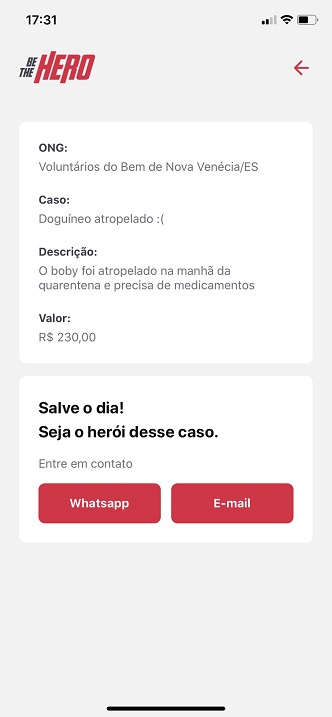 17:31
BE
THE HERO
ONG:
Voluntários do Bem de Nova Venécia/ES
Caso:
Doguíneo atropelado :(
Descrição:
O boby foi atropelado na manhã da
quarentena e precisa de medicamentos
Valor:
R$ 230,00
Salve o dia!
Seja o herói desse caso.
Entre em contato
Whatsapp E-mail